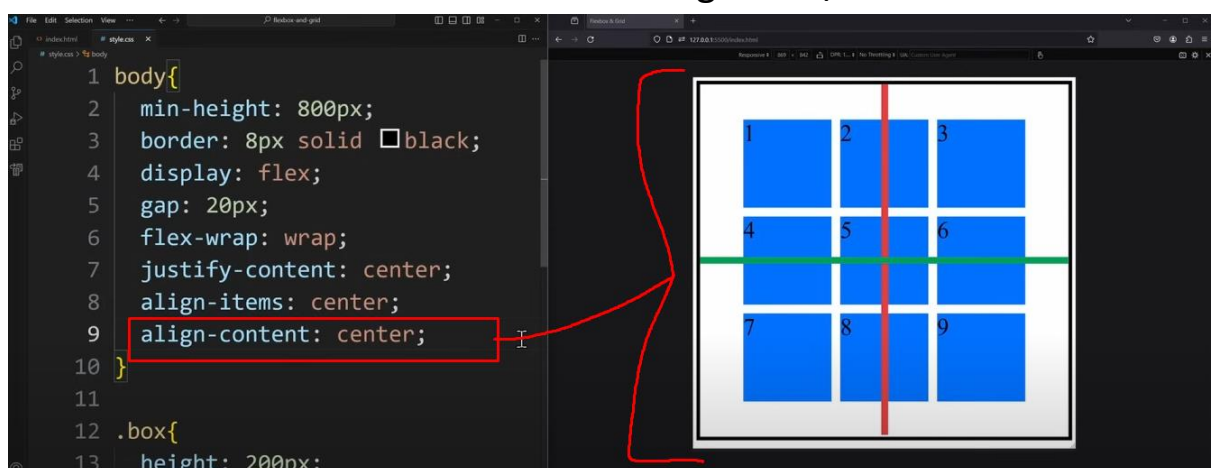 File Edit Selection View ··· flexbox-and-grid
index.html # style.css ×
# style.css > body
1 body{
2 min-height: 800px;
3 border: 8px solid black;
4 display: flex;
5 gap: 20px;
6 flex-wrap: wrap;
7 justify-content: center;
8 align-items: center;
9 align-content: center;
10 }
11
12 .box{
13 height: 200px;
Flexbox & Grid
127.0.0.1:5500/index.html
1 2 3
4 5 6
7 8 9